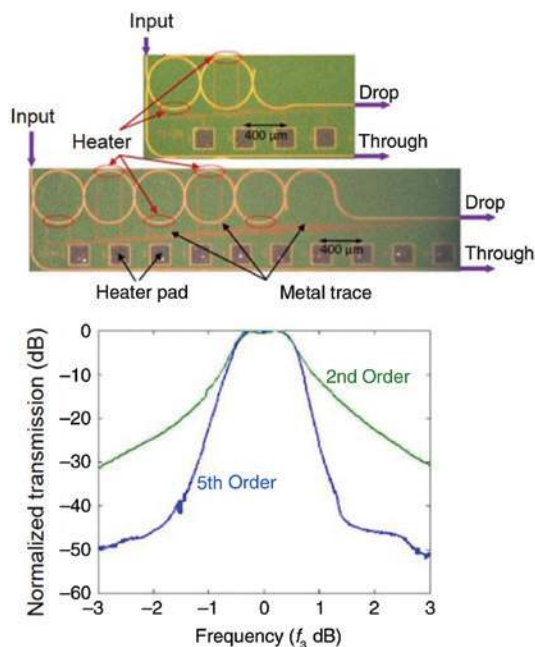 Input
Drop
400 μm
Through
Input
Heater
Drop
400 μm
Through
Heater pad
Metal trace
Normalized transmission (dB)
0
–10
–20
–30
–40
–50
–60
2nd Order
5th Order
–3
–2
–1
0
1
2
3
Frequency (f₃ dB)